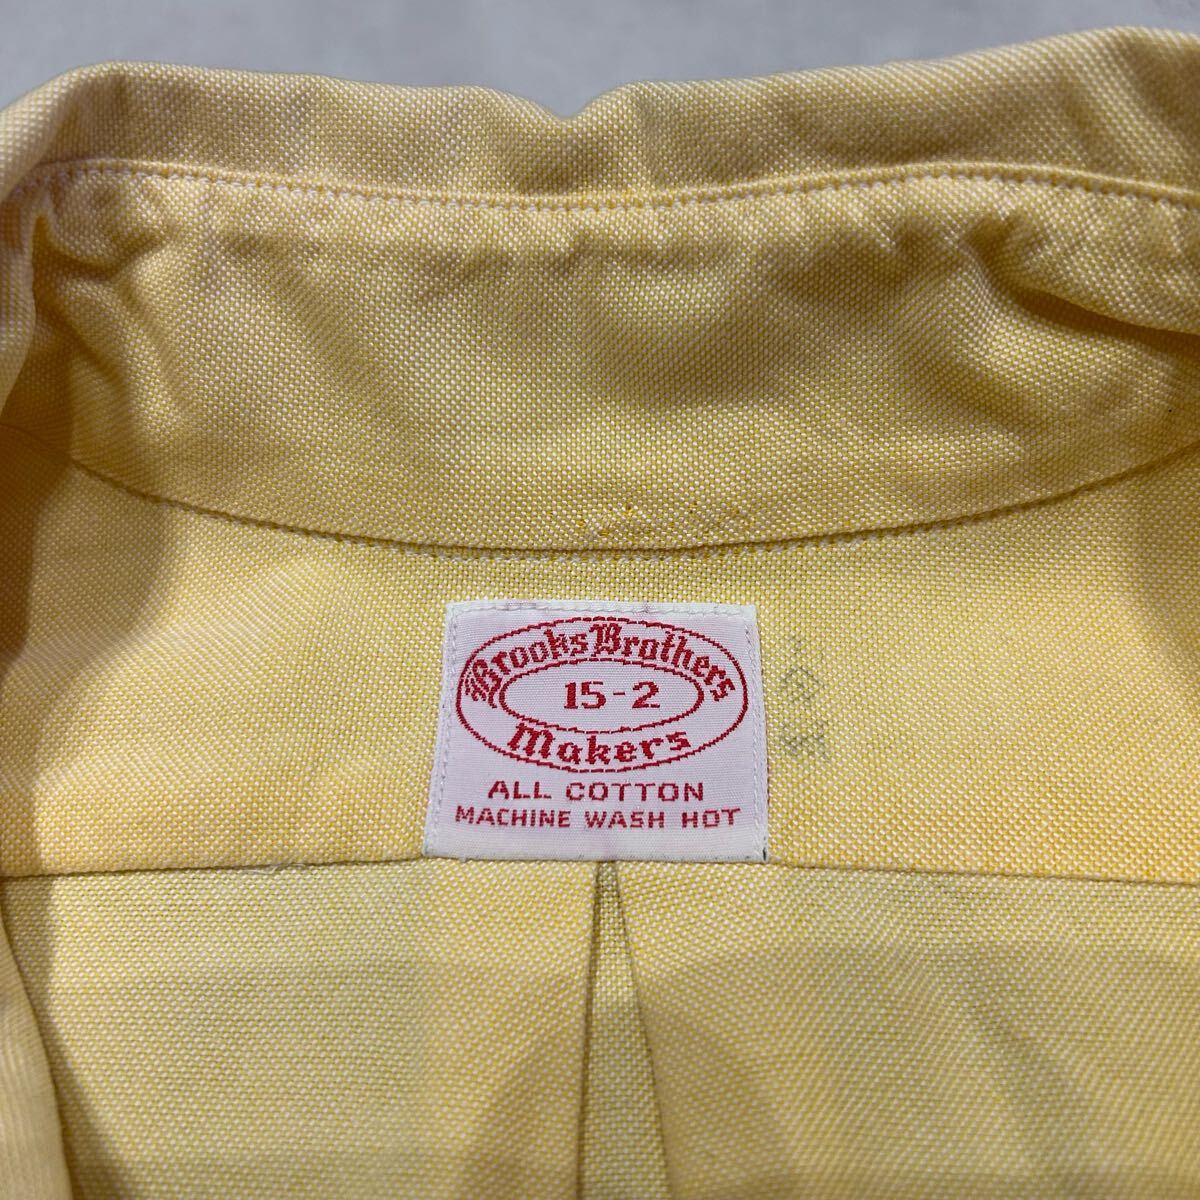 Brooks Brothers
15-2
Makers
ALL COTTON
MACHINE WASH HOT